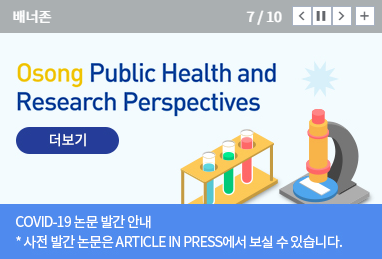 배너존
7 / 10
Osong Public Health and
Research Perspectives
더보기
COVID-19 논문 발간 안내
* 사전 발간 논문은 ARTICLE IN PRESS에서 보실 수 있습니다.